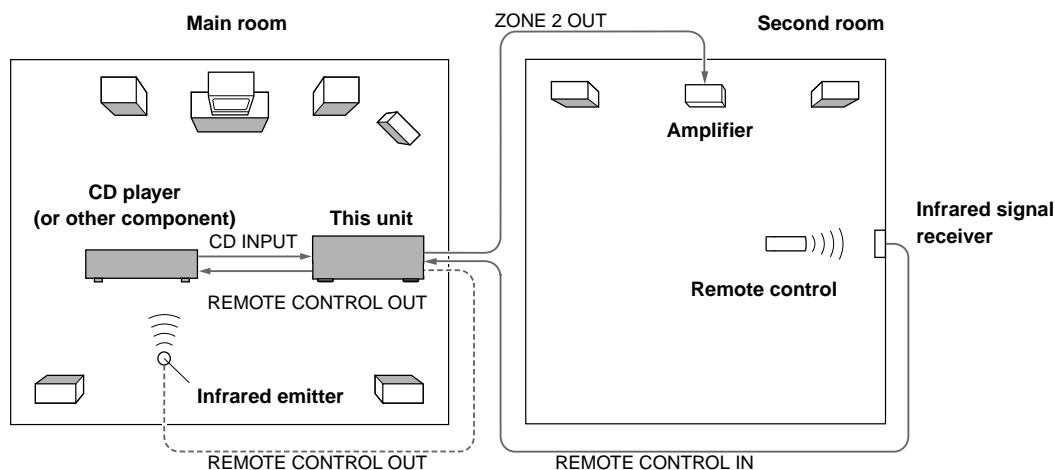 ZONE 2 OUT
Main room
Second room
Amplifier
CD player
(or other component)
This unit
CD INPUT
REMOTE CONTROL OUT
Infrared signal
receiver
Remote control
Infrared emitter
REMOTE CONTROL OUT
REMOTE CONTROL IN